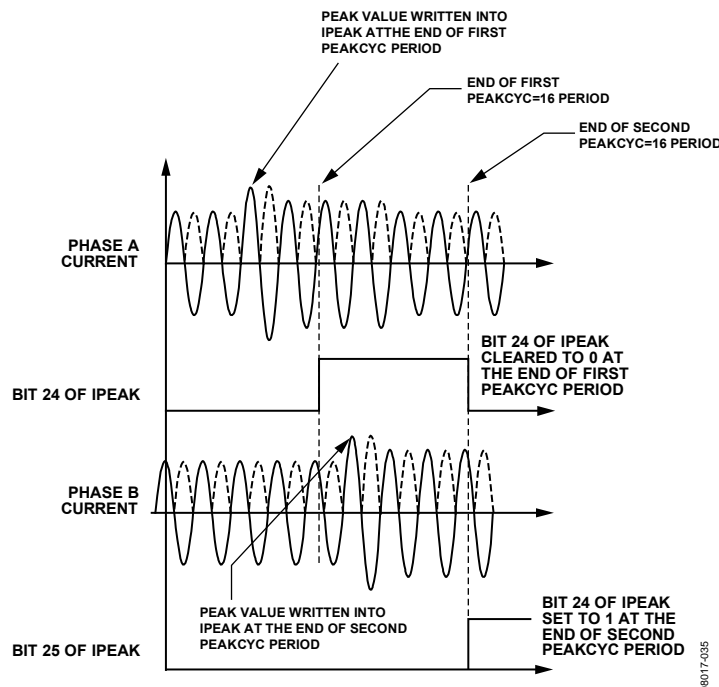 PEAK VALUE WRITTEN INTO
IPEAK ATTHE END OF FIRST
PEAKCYC PERIOD
END OF FIRST
PEAKCYC=16 PERIOD
END OF SECOND
PEAKCYC=16 PERIOD
PHASE A
CURRENT
BIT 24 OF IPEAK
CLEARED TO 0 AT
THE END OF FIRST
PEAKCYC PERIOD
BIT 24 OF IPEAK
PHASE B
CURRENT
PEAK VALUE WRITTEN INTO
IPEAK AT THE END OF SECOND
PEAKCYC PERIOD
BIT 24 OF IPEAK
SET TO 1 AT THE
END OF SECOND
PEAKCYC PERIOD
BIT 25 OF IPEAK